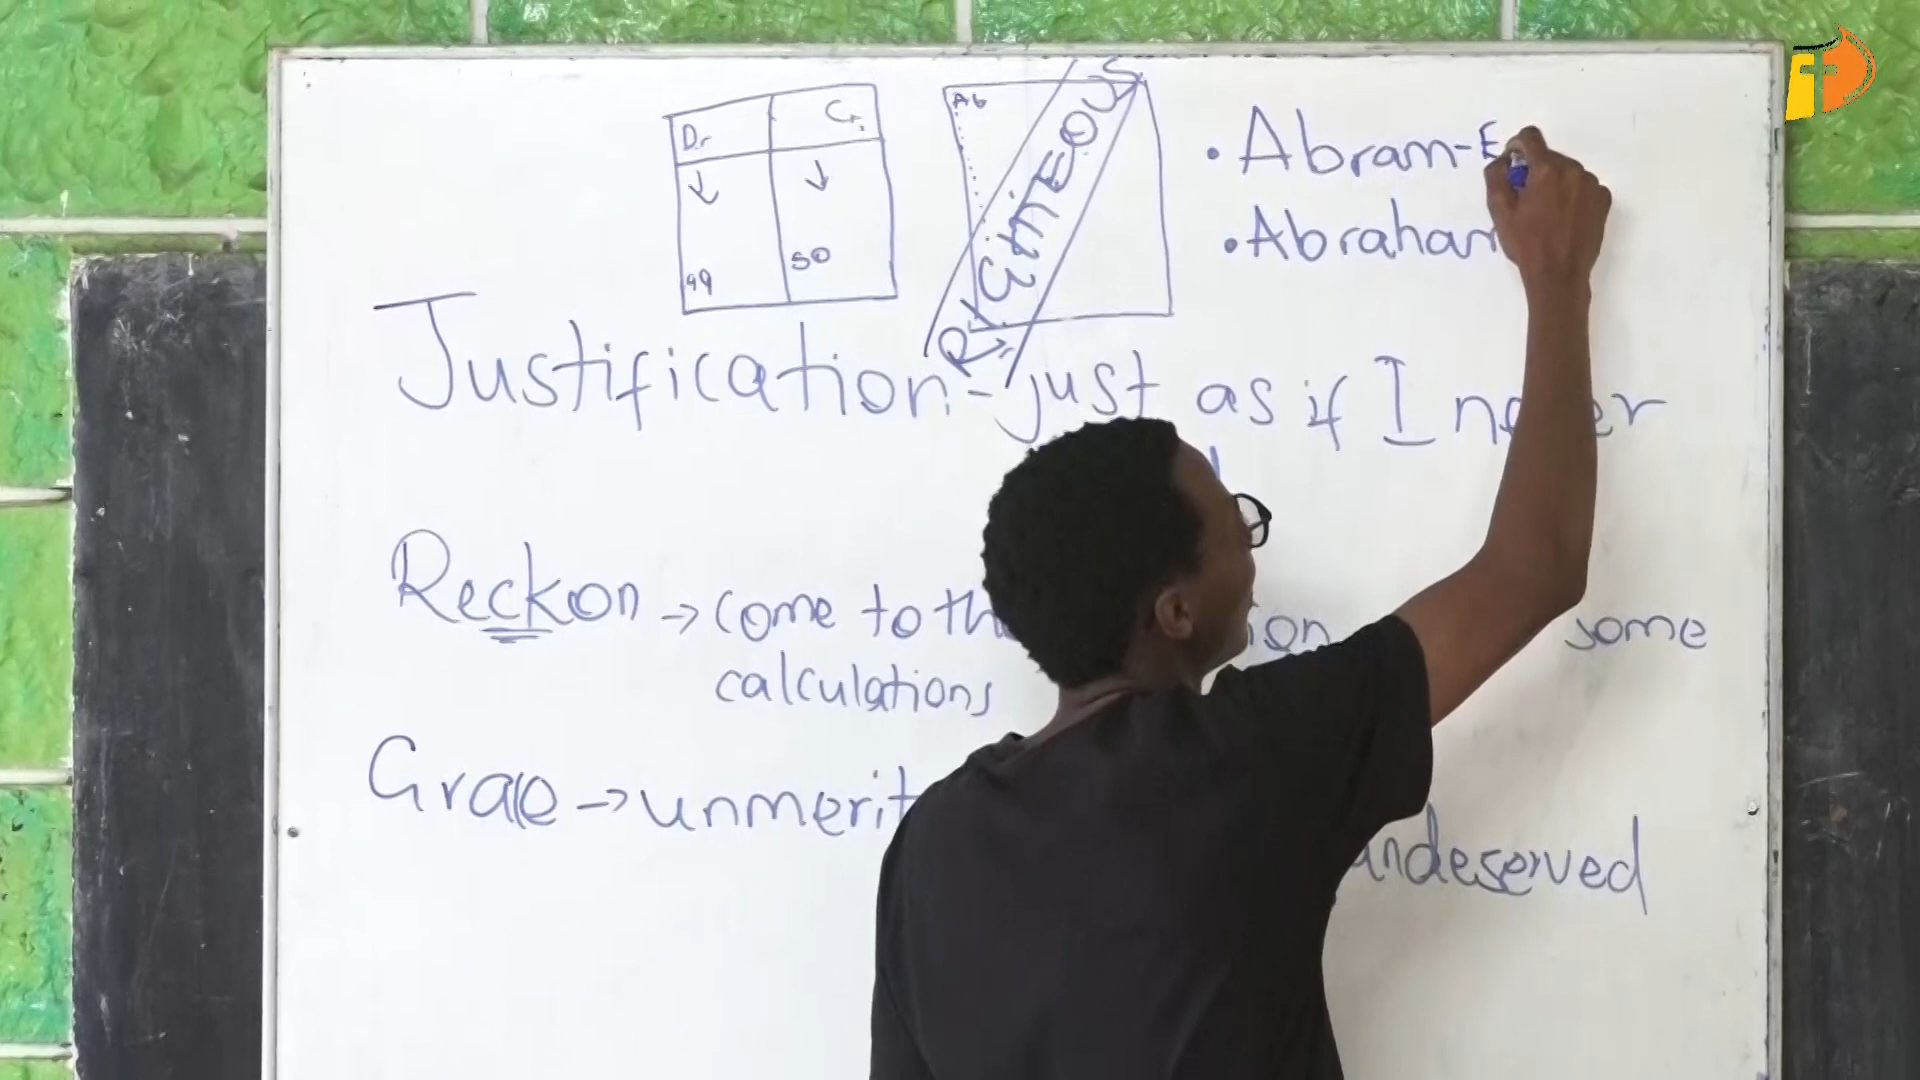 Dr Cr
99 50
Ab
RIGHTEOUS
• Abram-E
• Abraham
Justification - just as if I never
Reckon → come to the some
calculations
Grace → unmerit undeserved